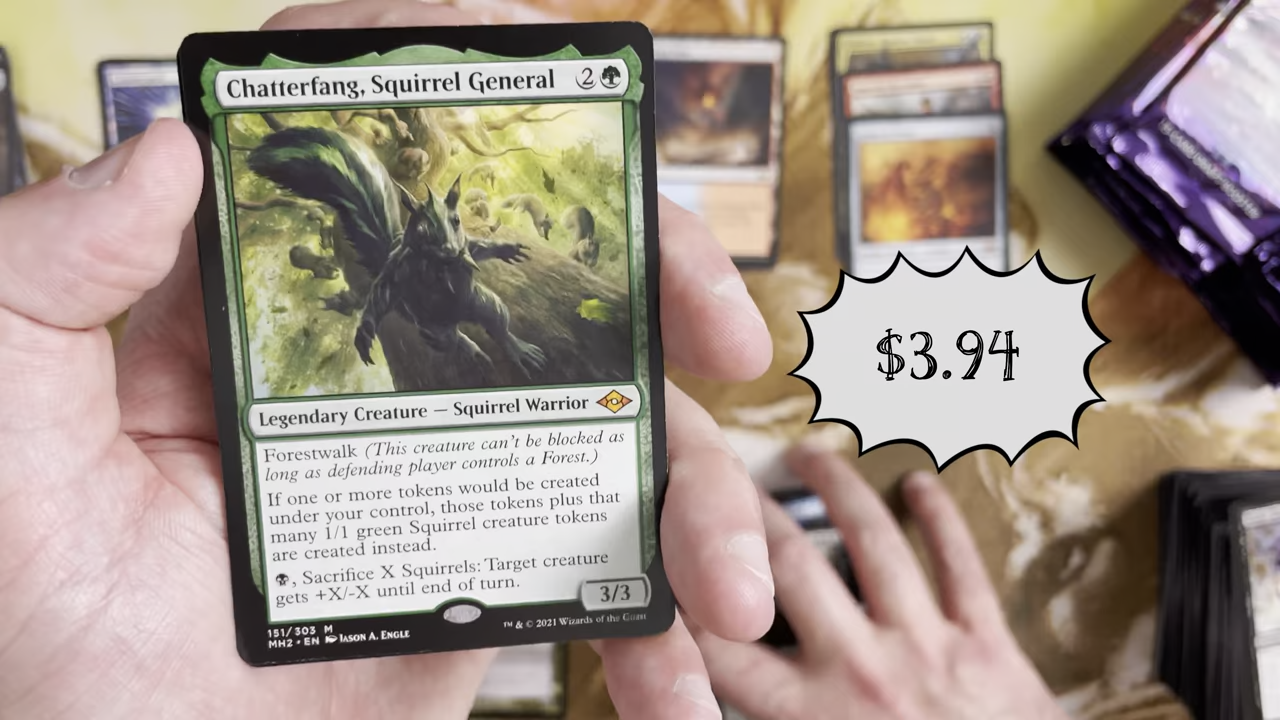 Chatterfang, Squirrel General 2
$3.94
Legendary Creature — Squirrel Warrior
Forestwalk (This creature can't be blocked as
long as defending player controls a Forest.)
If one or more tokens would be created
under your control, those tokens plus that
many 1/1 green Squirrel creature tokens
are created instead.
, Sacrifice X Squirrels: Target creature
gets +X/-X until end of turn.
3/3
151/303 M
MH2 • EN JASON A. ENGLE
™ & © 2021 Wizards of the Coast